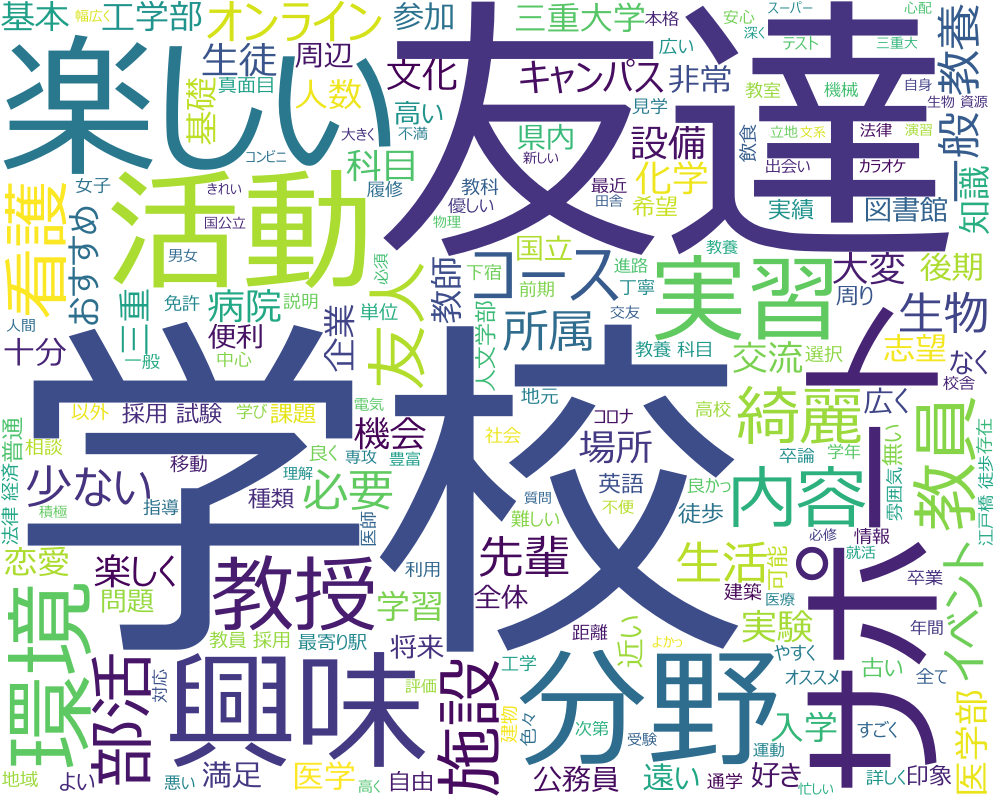 基本
幅広く
工学部
オンライン
参加
三重大学
本格
安心
スーパー
心配
生徒
周辺
文化
キャンパス
非常
広い
深く
テスト
三重大
教養
楽しい
友達
真面目
人数
高い
見学
教室
機械
自身
生物 資源
基礎
大きく
不満
県内
設備
飲食
立地
文系
法律
演習
一般
コンビニ
科目
新しい
出会い
カラオケ
知識
女子
きれい
履修
教科
最近
化学
看護
おすすめ
活動
国公立
優しい
田舎
希望
実績
図書館
物理
男女
必須
教師
国立
コース
進路
教養
大変
後期
下宿
前期
丁寧
実習
周り
人間
免許
病院
説明
単位
友人
人文学部
所属
交友
生物
三重
十分
便利
企業
一般
中心
教養 科目
交流
選択
志望
なく
校舎
学校
地元
以外
採用 試験
学び
課題
電気
コロナ
高校
綺麗
広く
サポート
教員
無い
普通
法律 経済
相談
移動
良く
専攻
機会
豊富
社会
場所
卒論
学年
雰囲気
江戸橋 徒歩
存在
少ない
理解
種類
必要
質問
英語
良かっ
内容
積極
指導
医師
難しい
不便
徒歩
必修
情報
恋愛
楽しく
教授
利用
先輩
生活
可能
就活
卒業
イベント
問題
学習
全体
建築
医療
環境
教員 採用
最寄り駅
将来
距離
近い
よかっ
実験
年間
やすく
部活
対応
興味
評価
施設
工学
分野
オススメ
古い
全て
医学部
建物
色々
次第
受験
入学
運動
すごく
地域
よい
悪い
満足
医学
高く
自由
公務員
遠い
通学
好き
忙しい
詳しく
印象